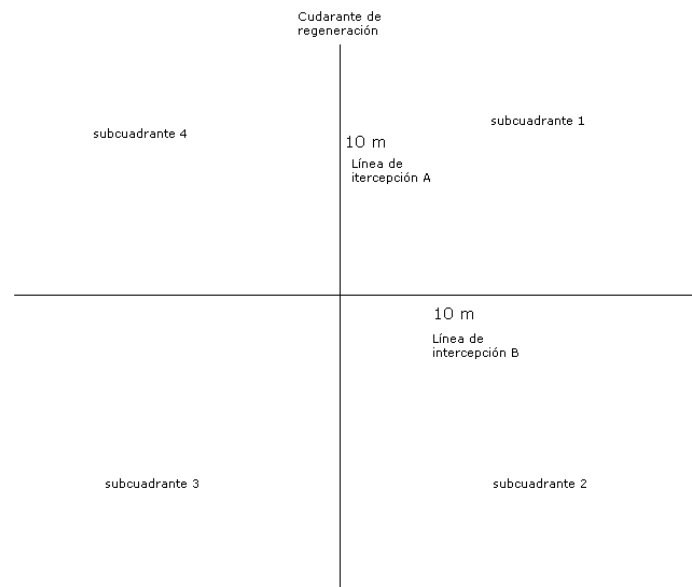 Cudarante de
regeneración
subcuadrante 4
subcuadrante 1
10 m
Línea de
itercepción A
10 m
Línea de
intercepción B
subcuadrante 3
subcuadrante 2